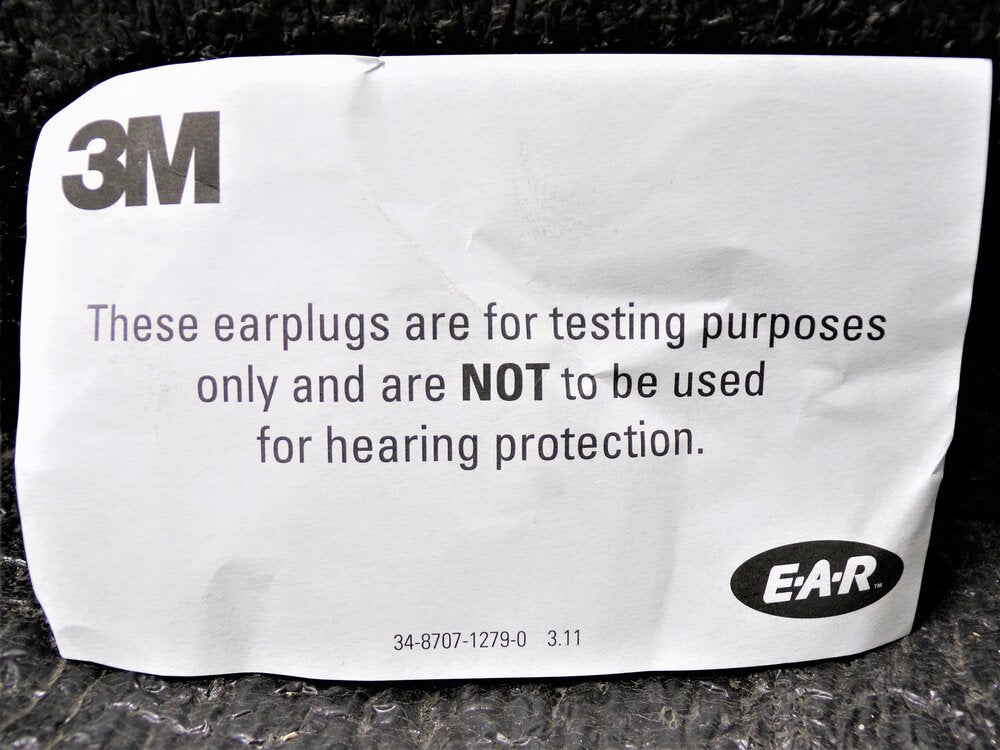 3M
These earplugs are for testing purposes
only and are NOT to be used
for hearing protection.
E·A·R™
34-8707-1279-0 3.11